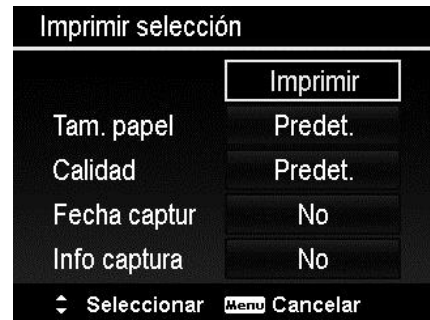 Imprimir selección
Imprimir
Tam. papel Predet.
Calidad Predet.
Fecha captur No
Info captura No
Seleccionar Menu Cancelar